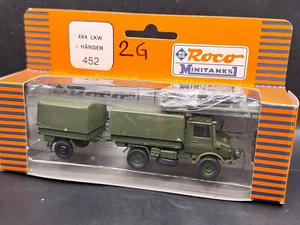 4X4 LKW
+ HÄNGER
452
2G
Roco
MINITANKS